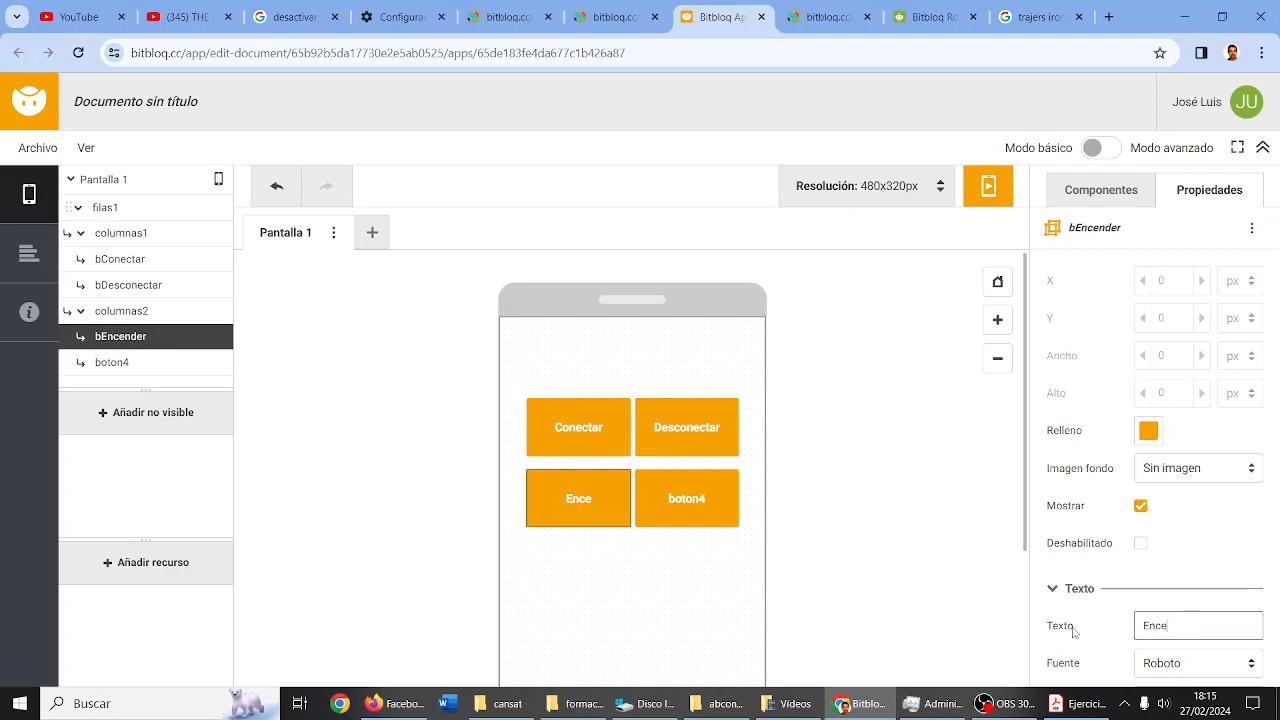 YouTube
(345) THE
desactivar
Configura
bitbloq.cc
bitbloq.cc
Bitbloq Ap
bitbloq.cc
Bitbloq Ro
trajes iron
bitbloq.cc/app/edit-document/65b92b5da17730e2e5ab0525/apps/65de183fe4da677c1b426a87
Documento sin título
José Luis
JU
Archivo
Ver
Modo básico
Modo avanzado
Pantalla 1
filas1
columnas1
bConectar
bDesconectar
columnas2
bEncender
boton4
Añadir no visible
Añadir recurso
Resolución: 480x320px
Pantalla 1
Conectar
Desconectar
Ence
boton4
Componentes
Propiedades
bEncender
X
0
px
Y
0
px
Ancho
0
px
Alto
0
px
Relleno
Imagen fondo
Sin imagen
Mostrar
Deshabilitado
Texto
Texto
Ence
Fuente
Roboto
Buscar
Facebo...
cansat
formac...
Disco l...
abcon...
Vídeos
Bitbloq...
Admin...
OBS 30...
Ejercic...
18:15
27/02/2024